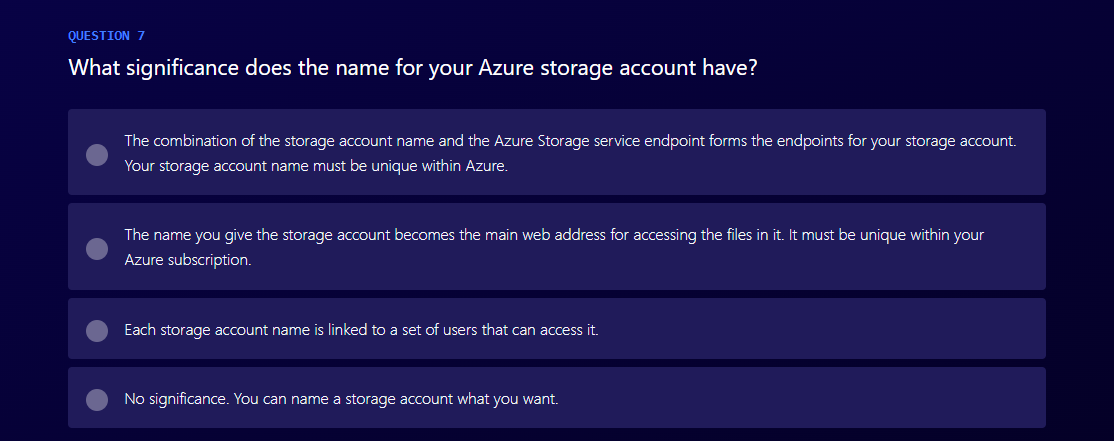 QUESTION 7
What significance does the name for your Azure storage account have?
The combination of the storage account name and the Azure Storage service endpoint forms the endpoints for your storage account.
Your storage account name must be unique within Azure.
The name you give the storage account becomes the main web address for accessing the files in it. It must be unique within your
Azure subscription.
Each storage account name is linked to a set of users that can access it.
No significance. You can name a storage account what you want.